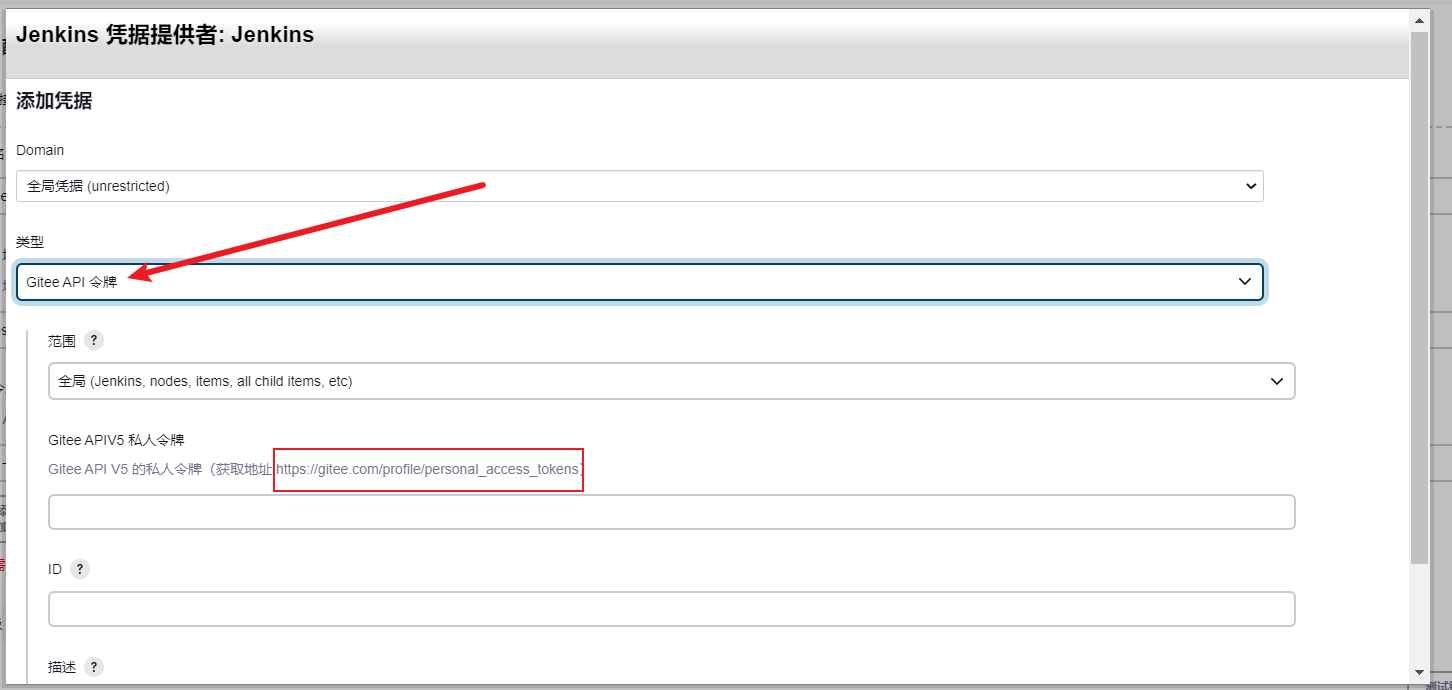 Jenkins 凭据提供者: Jenkins
添加凭据
Domain
全局凭据 (unrestricted)
类型
Gitee API 令牌
范围 ?
全局 (Jenkins, nodes, items, all child items, etc)
Gitee APIV5 私人令牌
Gitee API V5 的私人令牌（获取地址 https://gitee.com/profile/personal_access_tokens）
ID ?
描述 ?